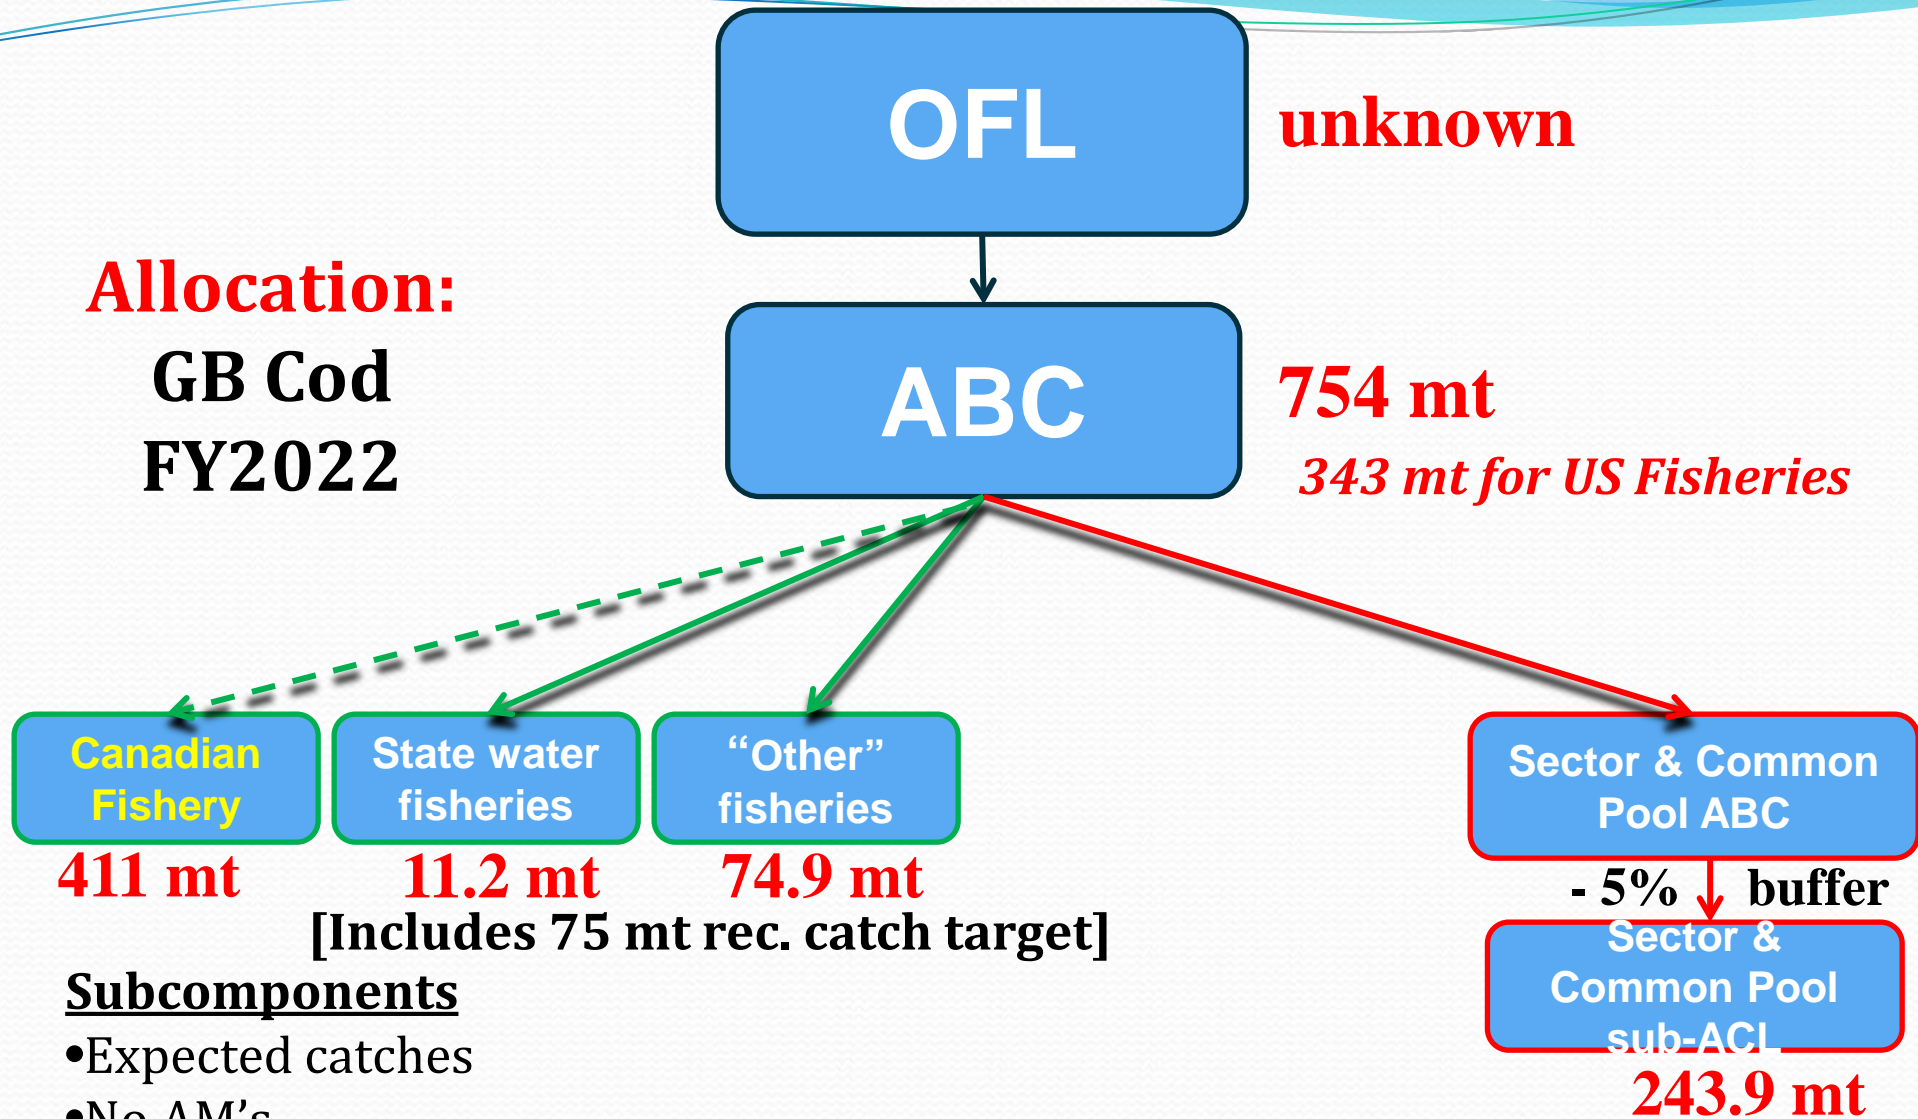 OFL
unknown
Allocation:
GB Cod
FY2022
ABC
754 mt
343 mt for US Fisheries
Canadian
Fishery
411 mt
State water
fisheries
11.2 mt
“Other”
fisheries
74.9 mt
[Includes 75 mt rec. catch target]
Sector & Common
Pool ABC
- 5% buffer
Sector &
Common Pool
sub-ACL
243.9 mt
Subcomponents
•Expected catches
•No AM’s